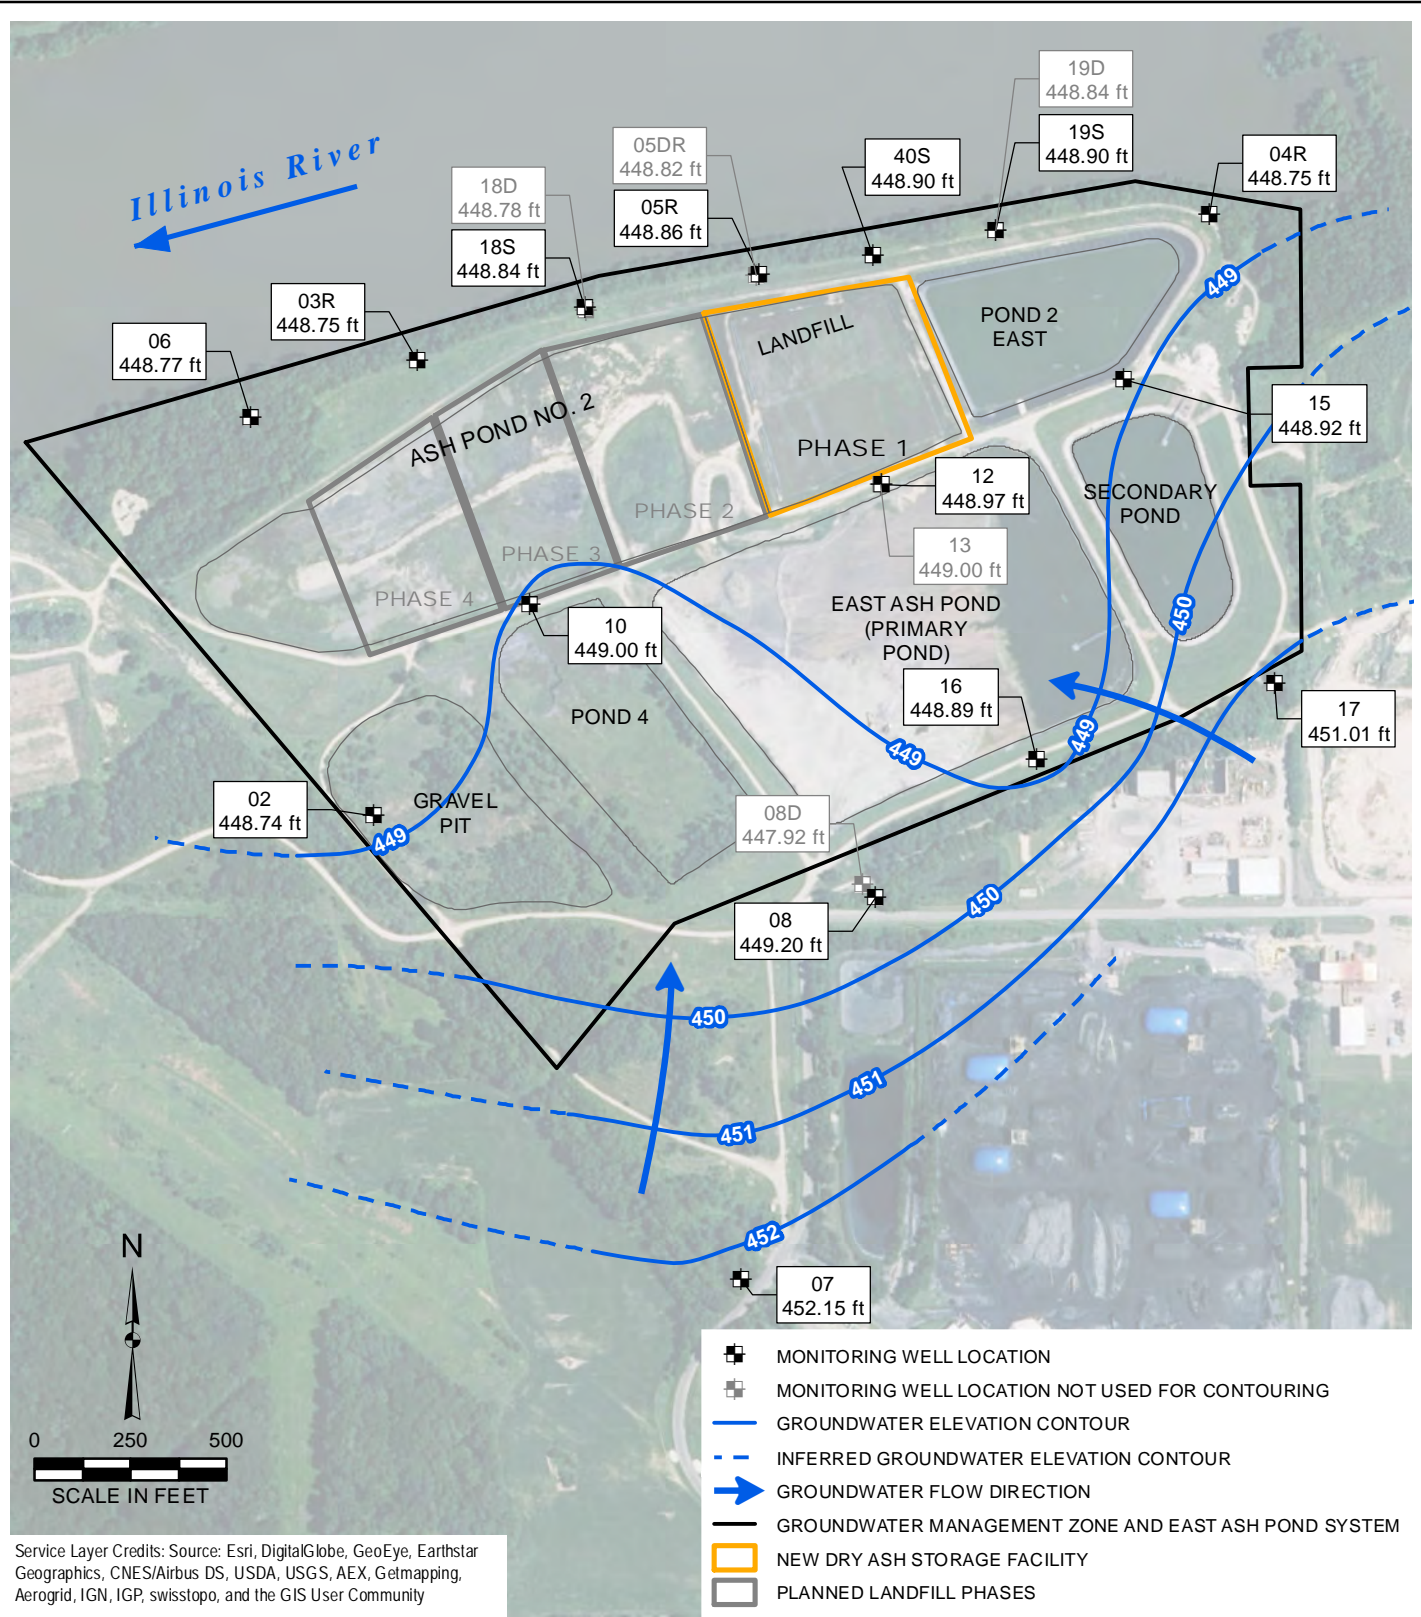 Illinois River
19D
448.84 ft
05DR
448.82 ft
19S
448.90 ft
40S
448.90 ft
04R
448.75 ft
18D
448.78 ft
05R
448.86 ft
18S
448.84 ft
03R
448.75 ft
06
448.77 ft
449
POND 2
EAST
LANDFILL
PHASE 1
ASH POND NO. 2
15
448.92 ft
12
448.97 ft
SECONDARY
POND
PHASE 2
PHASE 3
PHASE 4
13
449.00 ft
EAST ASH POND
(PRIMARY
POND)
450
10
449.00 ft
16
448.89 ft
17
451.01 ft
POND 4
449
449
GRAVEL
PIT
02
448.74 ft
449
08D
447.92 ft
08
449.20 ft
450
450
451
451
452
07
452.15 ft
N
0 250 500
SCALE IN FEET
MONITORING WELL LOCATION
MONITORING WELL LOCATION NOT USED FOR CONTOURING
GROUNDWATER ELEVATION CONTOUR
INFERRED GROUNDWATER ELEVATION CONTOUR
GROUNDWATER FLOW DIRECTION
GROUNDWATER MANAGEMENT ZONE AND EAST ASH POND SYSTEM
NEW DRY ASH STORAGE FACILITY
PLANNED LANDFILL PHASES
Service Layer Credits: Source: Esri, DigitalGlobe, GeoEye, Earthstar
Geographics, CNES/Airbus DS, USDA, USGS, AEX, Getmapping,
Aerogrid, IGN, IGP, swisstopo, and the GIS User Community